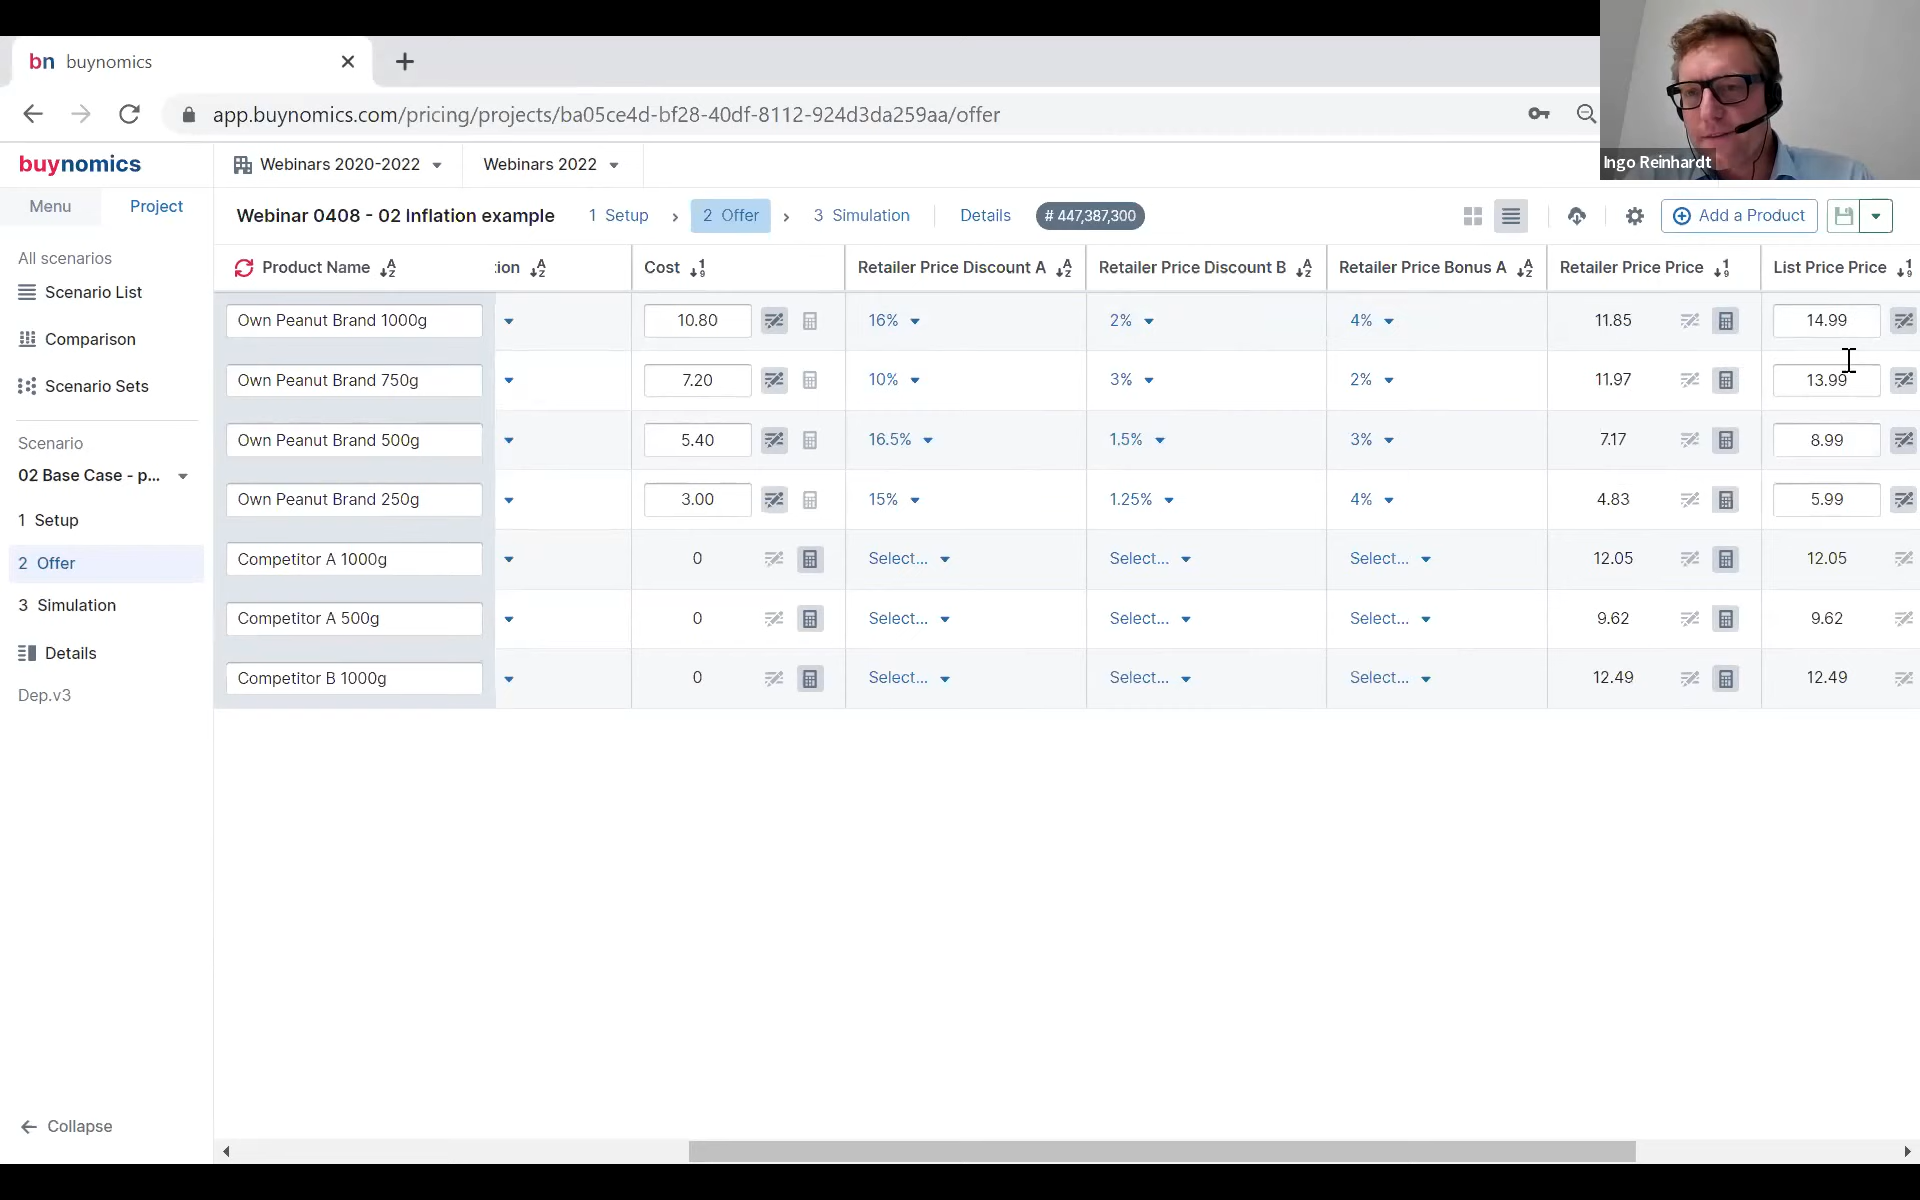 bn buynomics
app.buynomics.com/pricing/projects/ba05ce4d-bf28-40df-8112-924d3da259aa/offer
Ingo Reinhardt
buynomics
Webinars 2020-2022
Webinars 2022
Menu
Project
Webinar 0408 - 02 Inflation example
1 Setup
2 Offer
3 Simulation
Details
# 447,387,300
Add a Product
All scenarios
Scenario List
Comparison
Scenario Sets
Scenario
02 Base Case - p...
1 Setup
2 Offer
3 Simulation
Details
Dep.v3
Collapse
Product Name :ion Cost Retailer Price Discount A Retailer Price Discount B Retailer Price Bonus A Retailer Price Price List Price Price
Own Peanut Brand 1000g 10.80 16% 2% 4% 11.85 14.99
Own Peanut Brand 750g 7.20 10% 3% 2% 11.97 13.99
Own Peanut Brand 500g 5.40 16.5% 1.5% 3% 7.17 8.99
Own Peanut Brand 250g 3.00 15% 1.25% 4% 4.83 5.99
Competitor A 1000g 0 Select... Select... Select... 12.05 12.05
Competitor A 500g 0 Select... Select... Select... 9.62 9.62
Competitor B 1000g 0 Select... Select... Select... 12.49 12.49